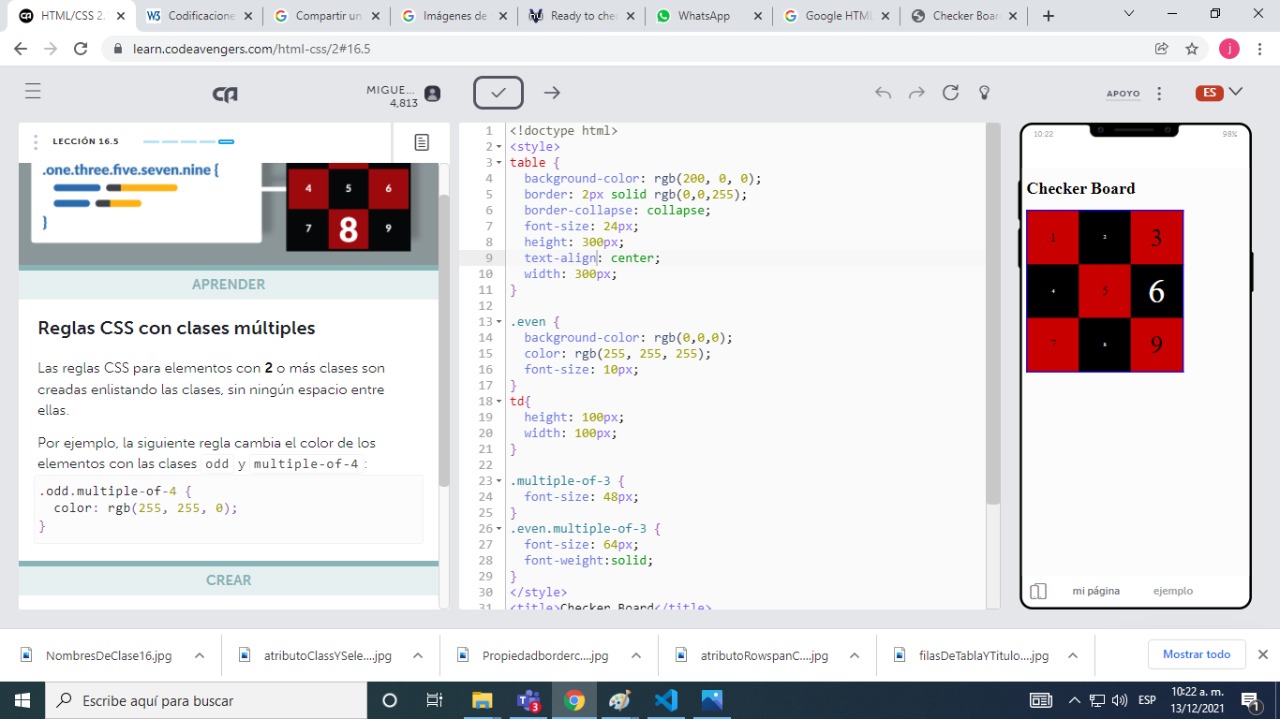 HTML/CSS 2.
Codificacione
Compartir un
Imágenes de
Ready to che
WhatsApp
Google HTM
Checker Boar
learn.codeavengers.com/html-css/2#16.5
MIGUE...
4,813
APOYO
ES
LECCIÓN 16.5
.one.three.five.seven.nine {
}
4 5 6
7 8 9
APRENDER
Reglas CSS con clases múltiples
Las reglas CSS para elementos con 2 o más clases son
creadas enlistando las clases, sin ningún espacio entre
ellas.
Por ejemplo, la siguiente regla cambia el color de los
elementos con las clases odd y multiple-of-4 :
.odd.multiple-of-4 {
color: rgb(255, 255, 0);
}
CREAR
1 <!doctype html>
2 <style>
3 table {
4 background-color: rgb(200, 0, 0);
5 border: 2px solid rgb(0,0,255);
6 border-collapse: collapse;
7 font-size: 24px;
8 height: 300px;
9 text-align: center;
10 width: 300px;
11 }
12
13 .even {
14 background-color: rgb(0,0,0);
15 color: rgb(255, 255, 255);
16 font-size: 10px;
17 }
18 td{
19 height: 100px;
20 width: 100px;
21 }
22
23 .multiple-of-3 {
24 font-size: 48px;
25 }
26 .even.multiple-of-3 {
27 font-size: 64px;
28 font-weight:solid;
29 }
30 </style>
31 <title>Checker Board</title>
10:22 98%
Checker Board
1 2 3
4 5 6
7 8 9
mi página ejemplo
NombresDeClase16.jpg
atributoClassYSele....jpg
Propiedadborderc....jpg
atributoRowspanC....jpg
filasDeTablaYTitulo....jpg
Mostrar todo
Escribe aquí para buscar
3
ESP
10:22 a. m.
13/12/2021
1